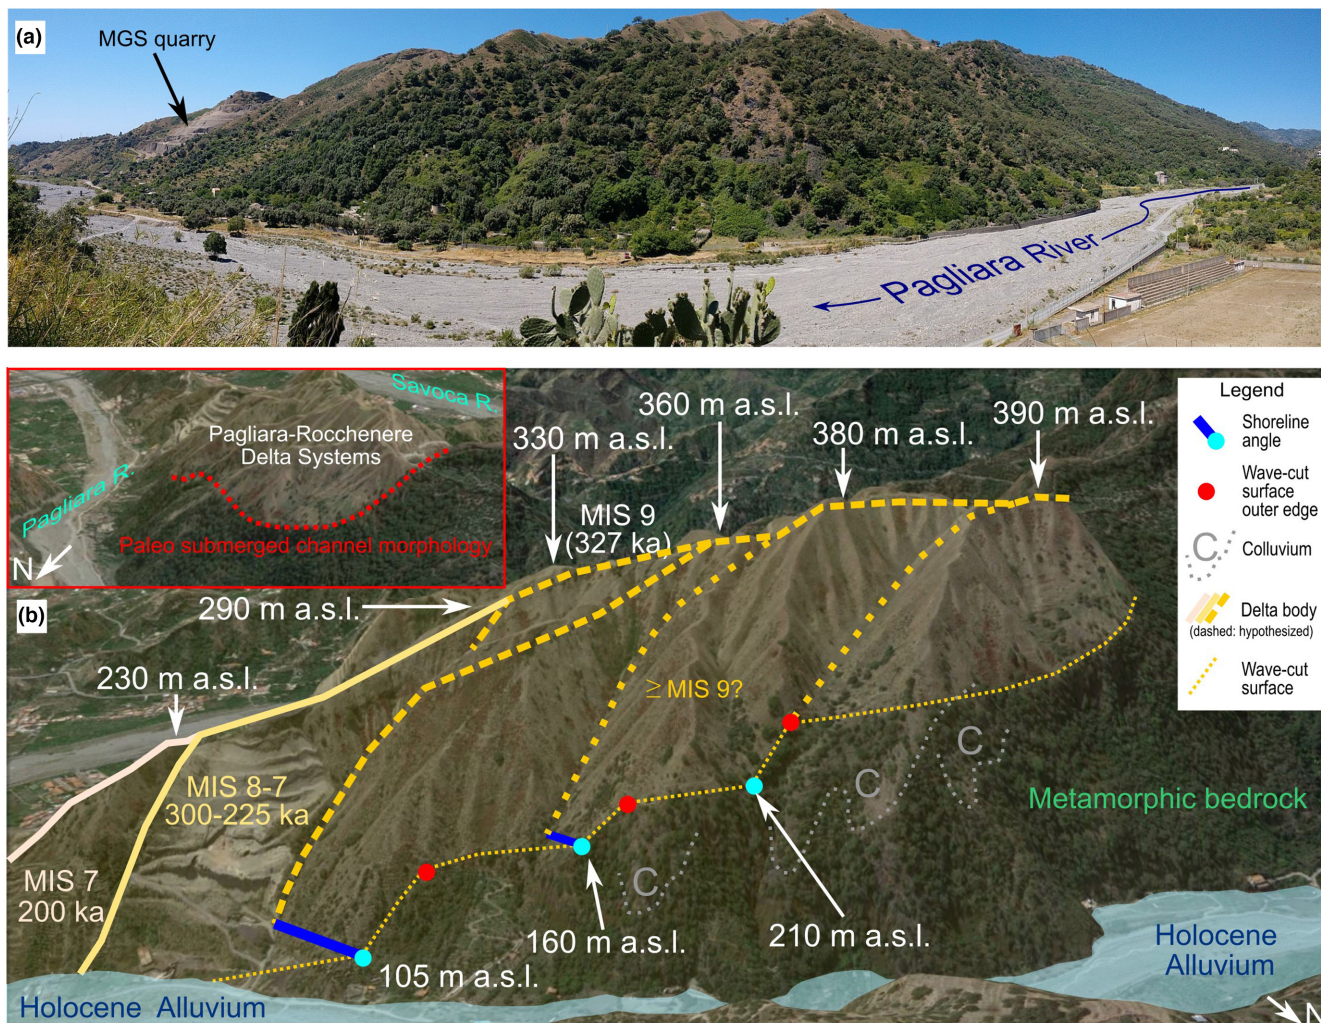 (a)
MGS quarry
Pagliara River
Savoca R.
Pagliara R.
Pagliara-Rocchenere
Delta Systems
Paleo submerged channel morphology
N
(b)
330 m a.s.l.
360 m a.s.l.
380 m a.s.l.
390 m a.s.l.
MIS 9
(327 ka)
290 m a.s.l.
230 m a.s.l.
≥ MIS 9?
MIS 8-7
300-225 ka
MIS 7
200 ka
C
C
C
Metamorphic bedrock
105 m a.s.l.
160 m a.s.l.
210 m a.s.l.
Holocene Alluvium
Holocene
Alluvium
N
Legend
Shoreline
angle
Wave-cut
surface
outer edge
C
Colluvium
Delta body
(dashed: hypothesized)
Wave-cut
surface